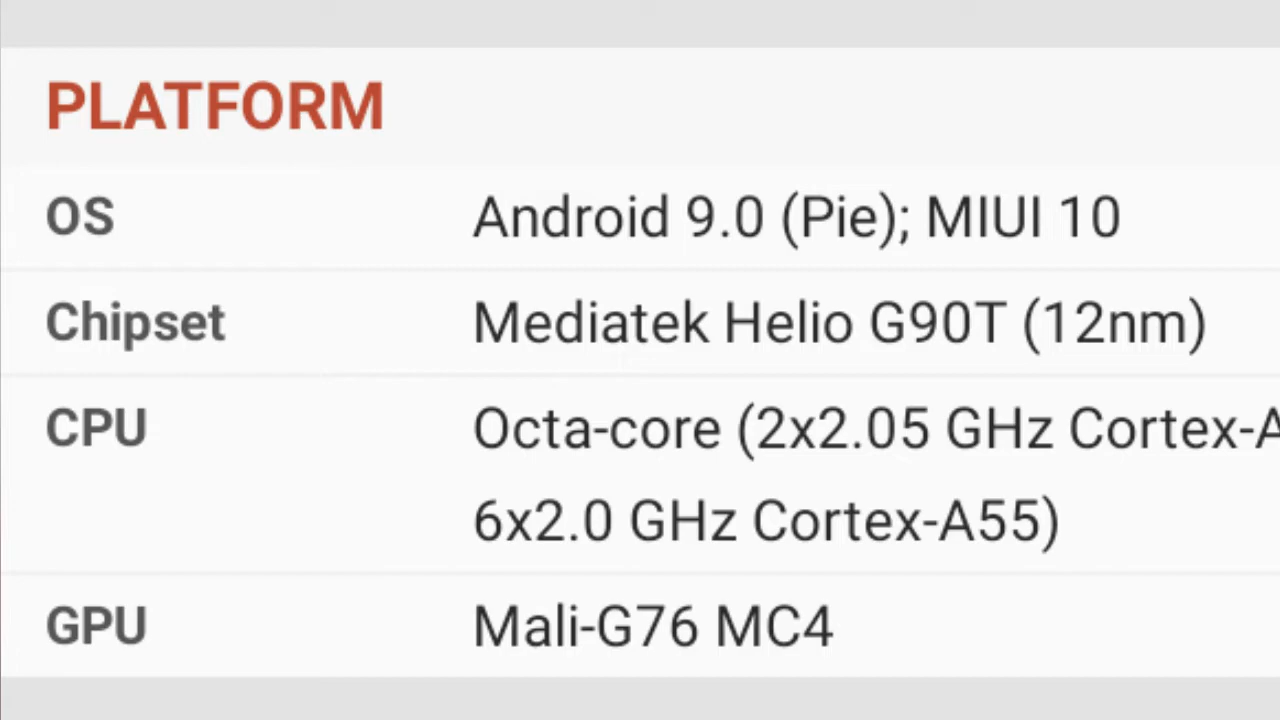 PLATFORM
OS Android 9.0 (Pie); MIUI 10
Chipset Mediatek Helio G90T (12nm)
CPU Octa-core (2x2.05 GHz Cortex-A
6x2.0 GHz Cortex-A55)
GPU Mali-G76 MC4